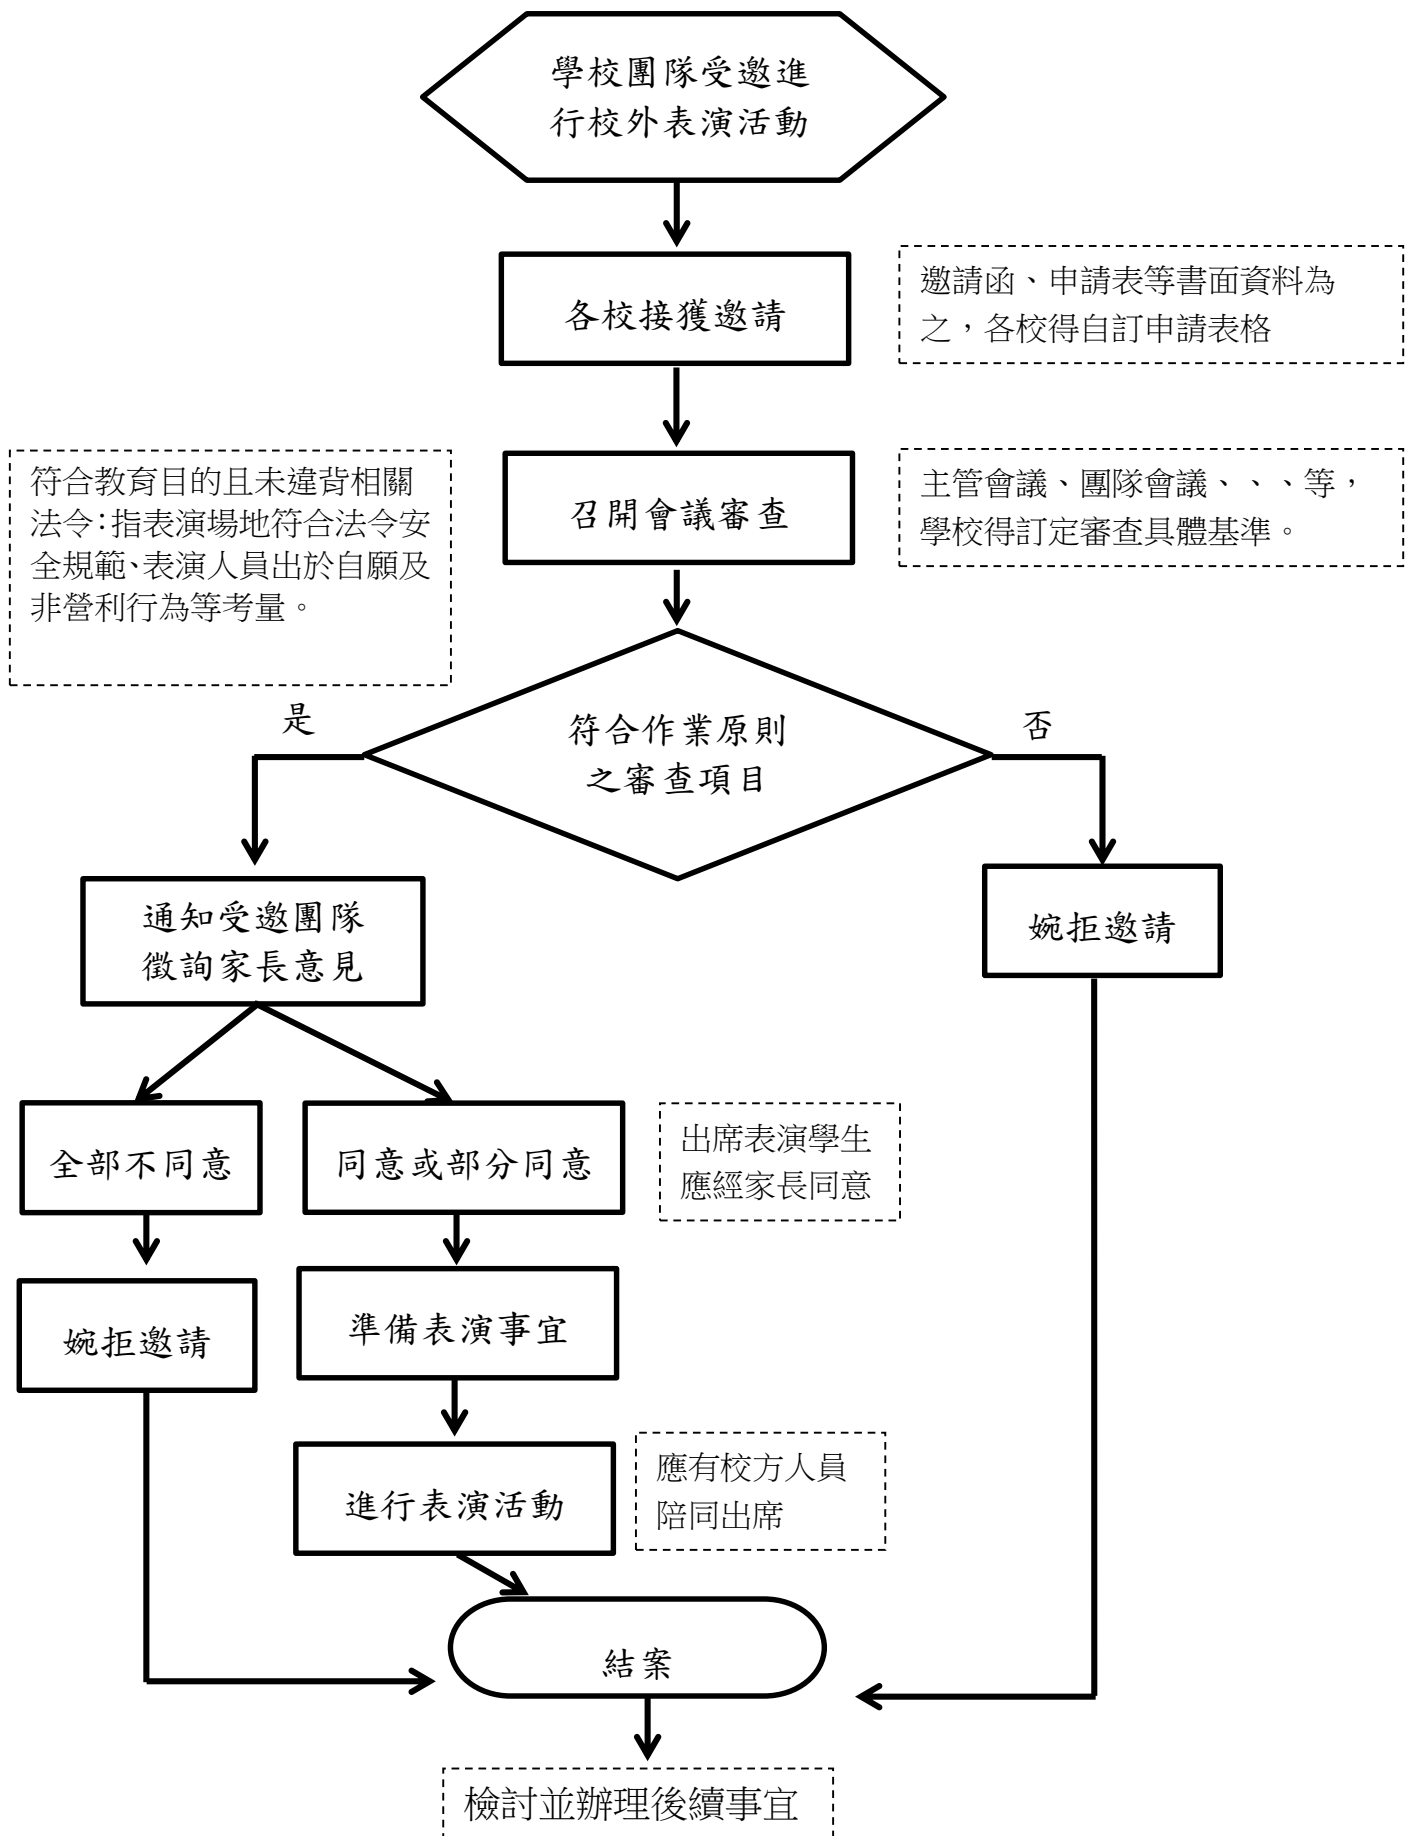 學校團隊受邀進
行校外表演活動
各校接獲邀請
邀請函、申請表等書面資料為
之，各校得自訂申請表格
符合教育目的且未違背相關
法令：指表演場地符合法令安
全規範、表演人員出於自願及
非營利行為等考量。
召開會議審查
主管會議、團隊會議、、、等，
學校得訂定審查具體基準。
是
符合作業原則
之審查項目
否
通知受邀團隊
徵詢家長意見
婉拒邀請
全部不同意
同意或部分同意
出席表演學生
應經家長同意
婉拒邀請
準備表演事宜
進行表演活動
應有校方人員
陪同出席
結案
檢討並辦理後續事宜